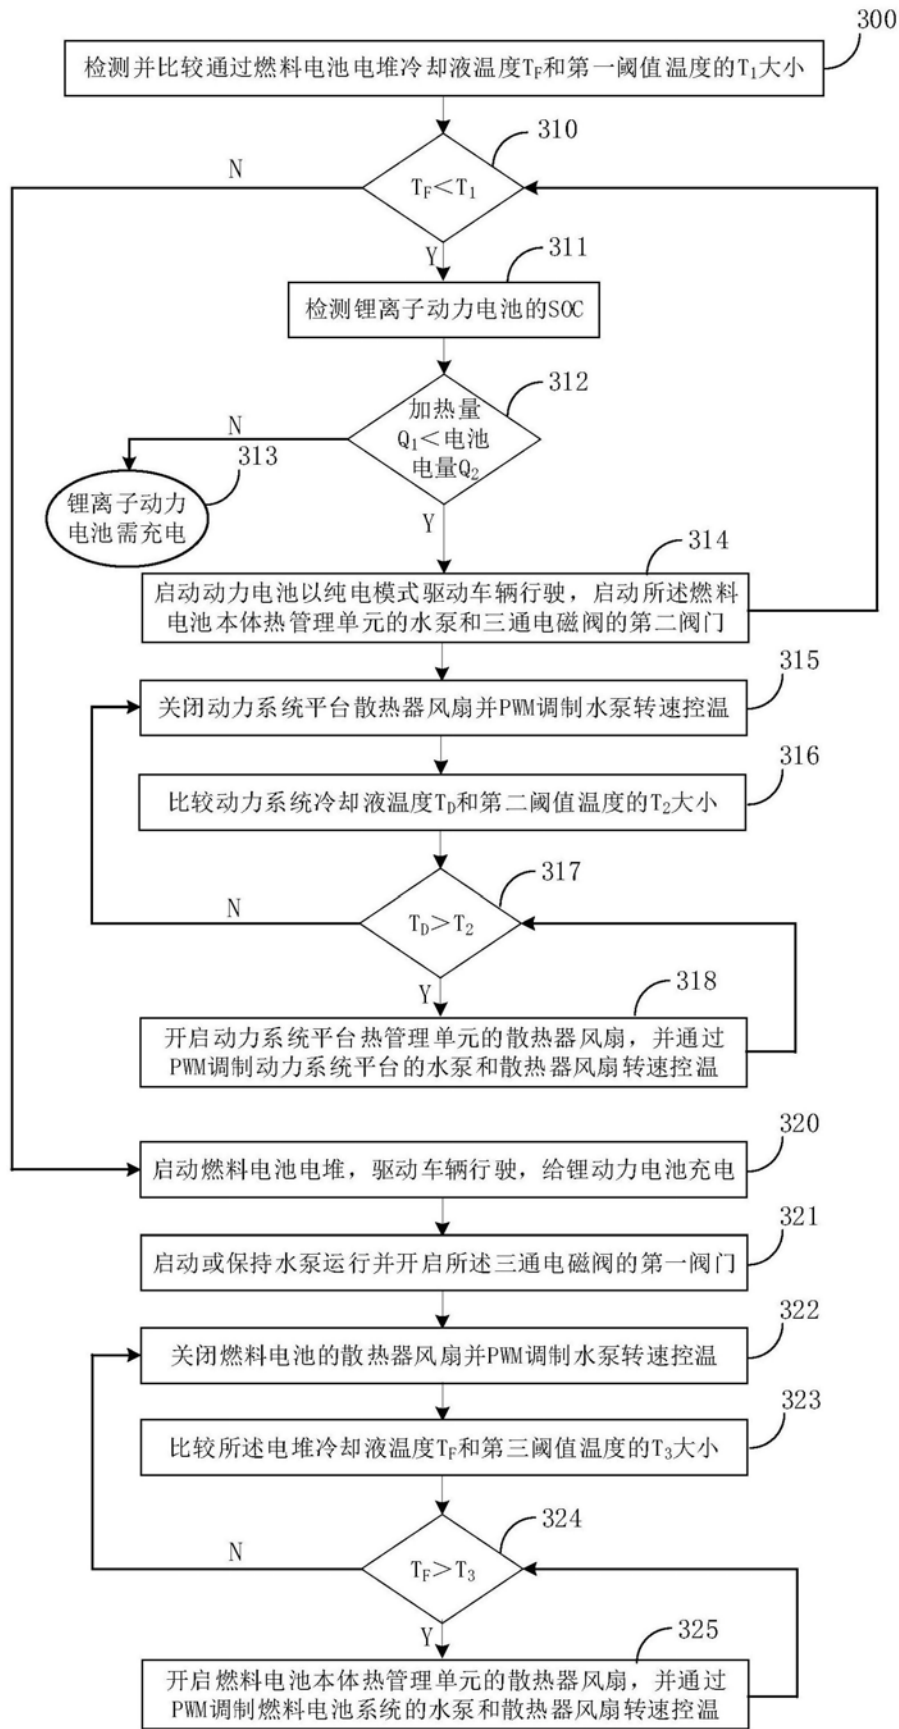 300
检测并比较通过燃料电池电堆冷却液温度T_F和第一阈值温度的T_1大小
310
N
T_F＜T_1
Y
311
检测锂离子动力电池的SOC
312
加热量
Q_1＜电池
电量Q_2
N
313
锂离子动力
电池需充电
Y
314
启动动力电池以纯电模式驱动车辆行驶，启动所述燃料
电池本体热管理单元的水泵和三通电磁阀的第二阀门
315
关闭动力系统平台散热器风扇并PWM调制水泵转速控温
316
比较动力系统冷却液温度T_D和第二阈值温度的T_2大小
317
N
T_D＞T_2
Y
318
开启动力系统平台热管理单元的散热器风扇，并通过
PWM调制动力系统平台的水泵和散热器风扇转速控温
320
启动燃料电池电堆，驱动车辆行驶，给锂动力电池充电
321
启动或保持水泵运行并开启所述三通电磁阀的第一阀门
322
关闭燃料电池的散热器风扇并PWM调制水泵转速控温
323
比较所述电堆冷却液温度T_F和第三阈值温度的T_3大小
324
N
T_F＞T_3
Y
325
开启燃料电池本体热管理单元的散热器风扇，并通过
PWM调制燃料电池系统的水泵和散热器风扇转速控温